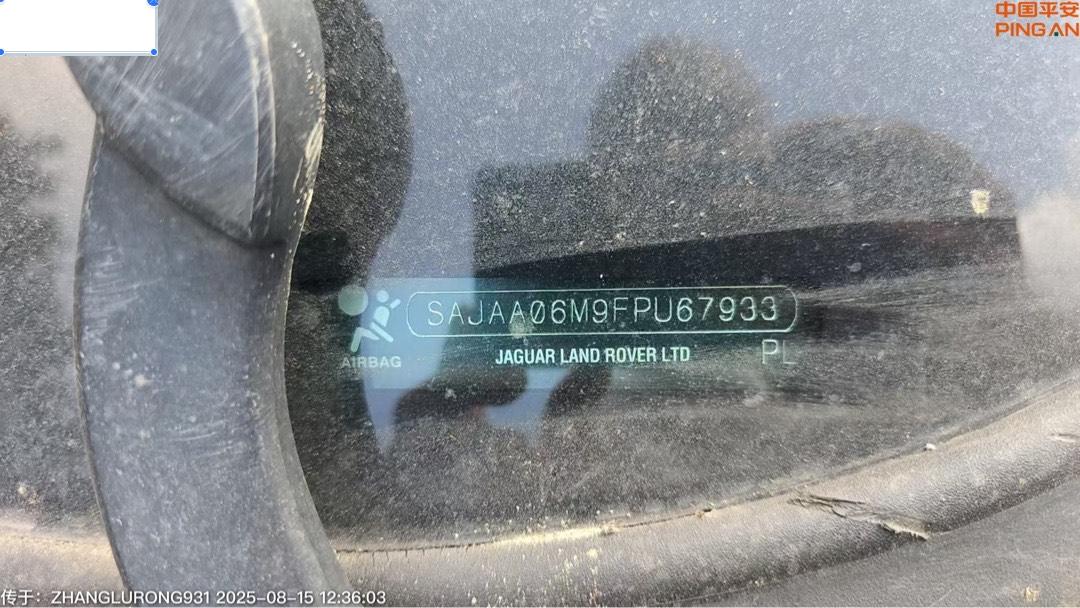 中国平安
PING AN
SAJAA06M9FPU67933
AIRBAG
JAGUAR LAND ROVER LTD
PL
传于：ZHANGLURONG931 2025-08-15 12:36:03